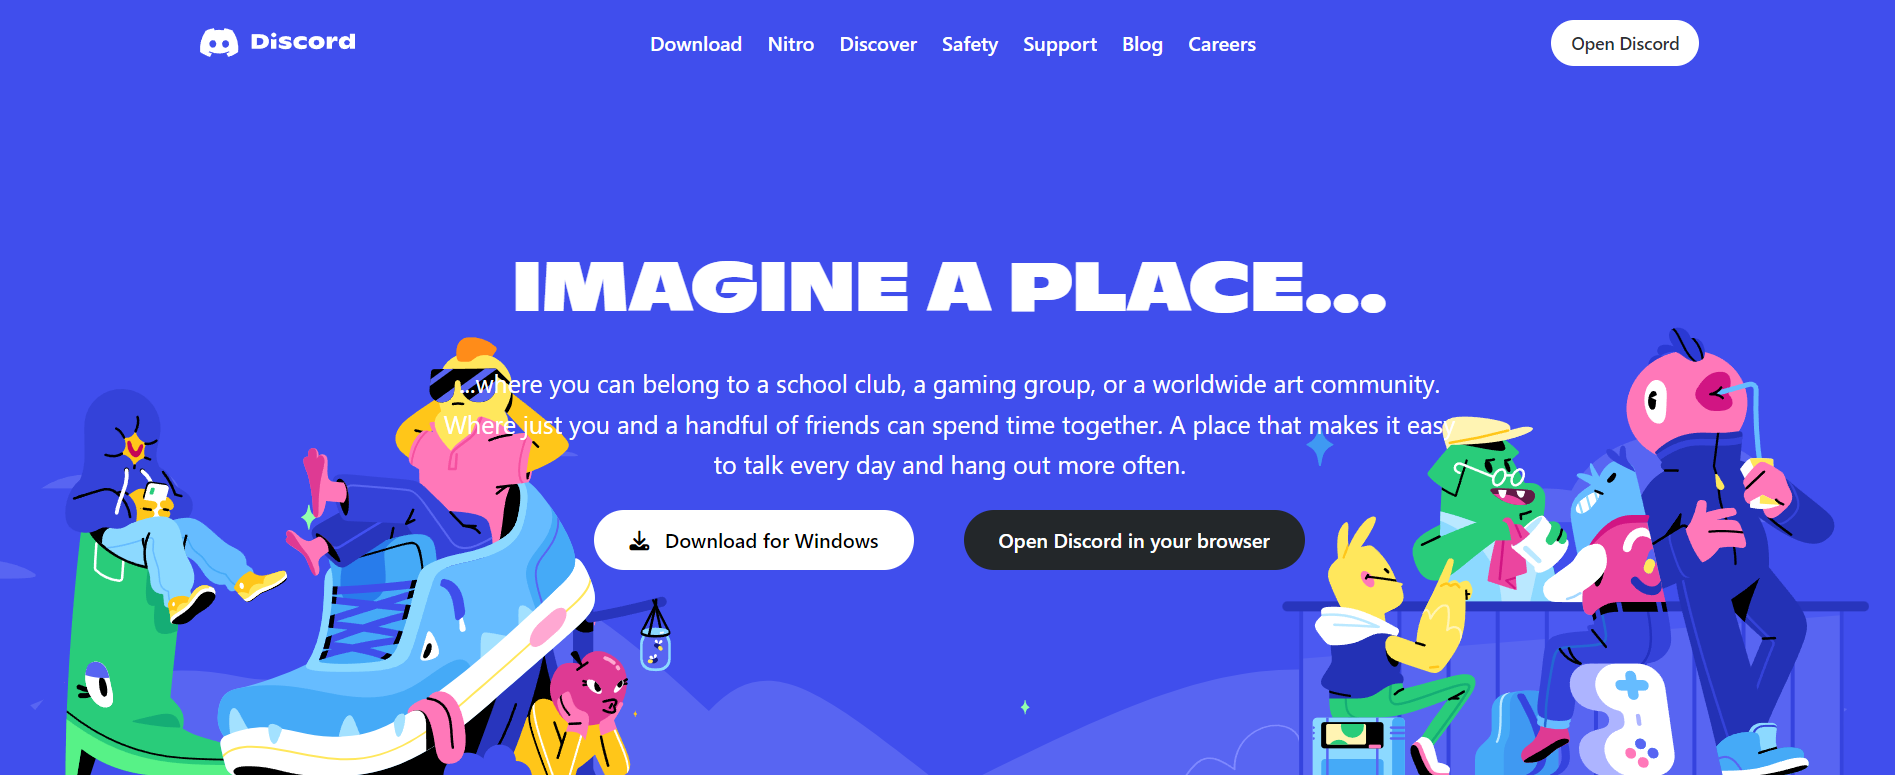 Discord
Download Nitro Discover Safety Support Blog Careers
Open Discord
IMAGINE A PLACE...
...where you can belong to a school club, a gaming group, or a worldwide art community.
Where just you and a handful of friends can spend time together. A place that makes it easy
to talk every day and hang out more often.
Download for Windows
Open Discord in your browser